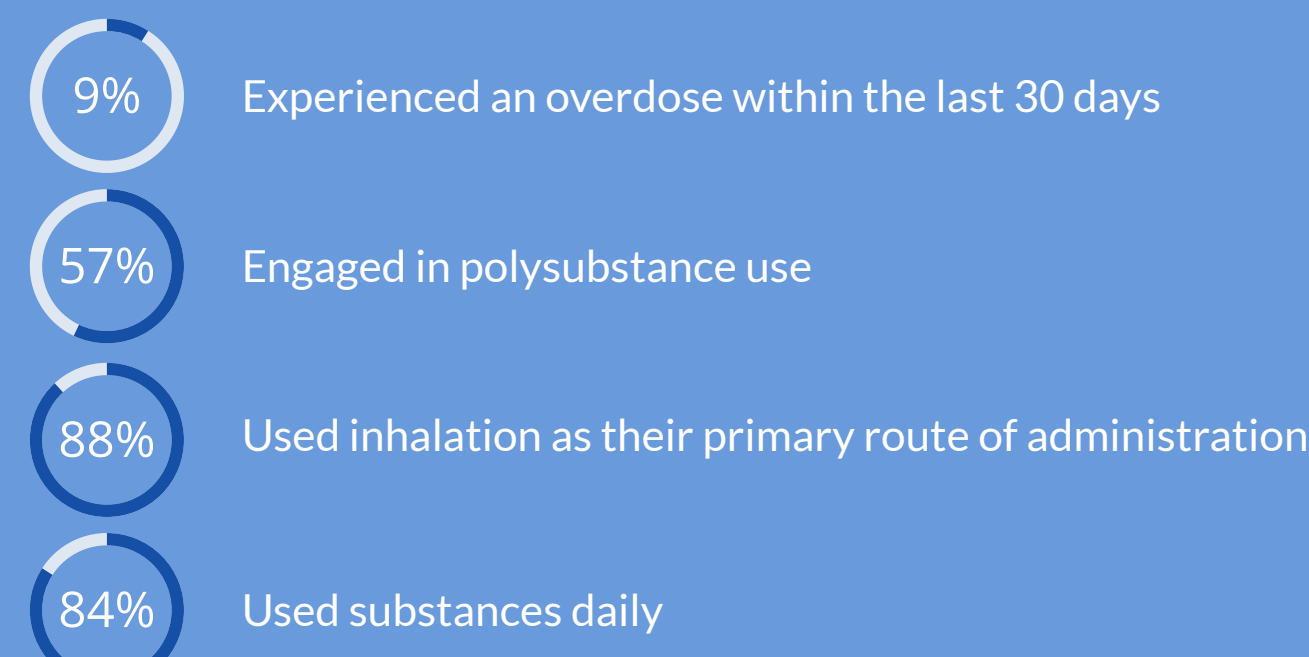 9% Experienced an overdose within the last 30 days
57% Engaged in polysubstance use
88% Used inhalation as their primary route of administration
84% Used substances daily